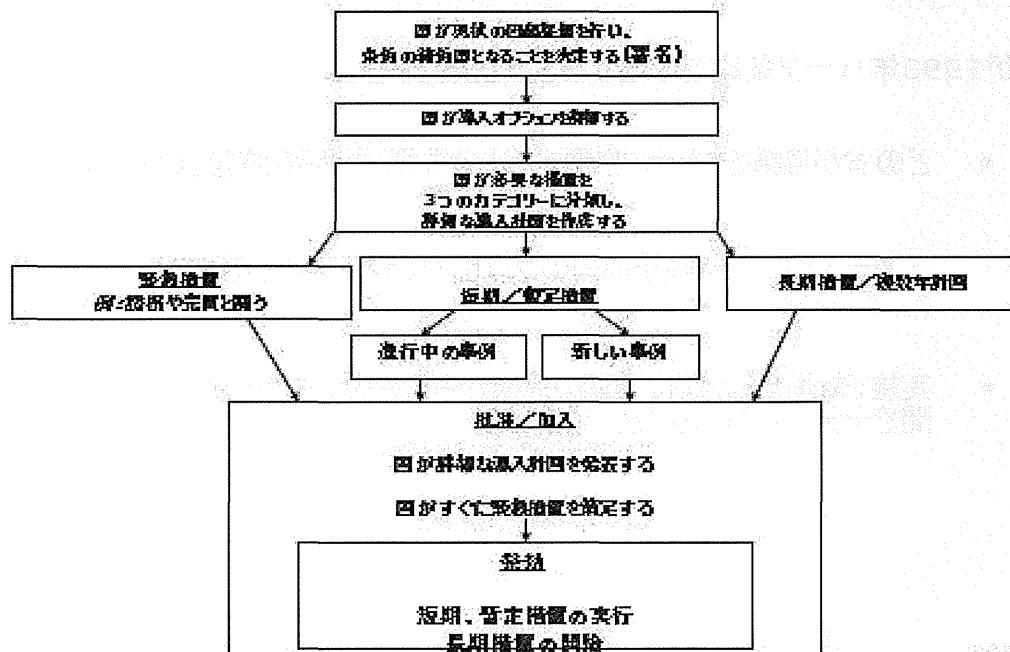 国が現状の四齢整備を行い、
条約の締約国となることを決定する(署名)
国が導入オプションを検討する
国が必要な措置を
3つのカテゴリーに分類し、
詳細な導入計画を作成する
緊急措置
例:誘拐や売買と闘う
短期／暫定措置
長期措置／複数年計画
進行中の事例
新しい事例
批准／加入
国が詳細な導入計画を発表する
国がすぐに緊急措置を策定する
発効
短期、暫定措置の実行
長期措置の開始